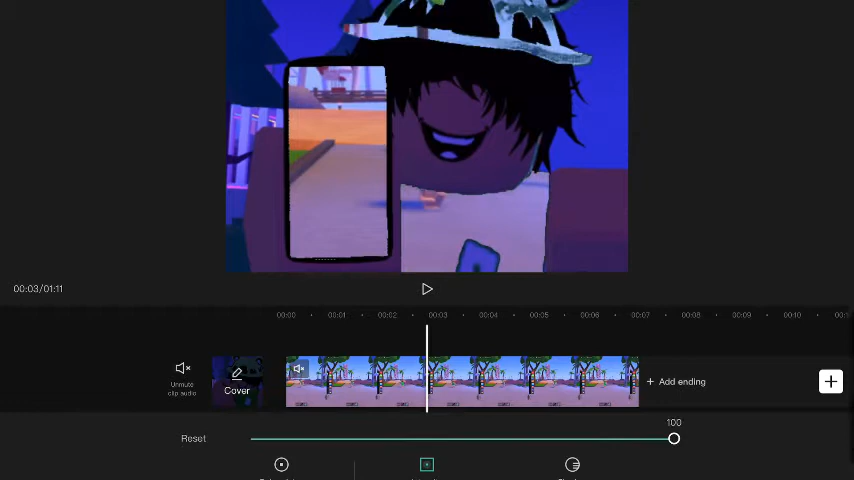 00:03/01:11
00:00 00:01 00:02 00:03 00:04 00:05 00:06 00:07 00:08 00:09 00:10
Unmute
clip audio
Cover
+ Add ending
100
Reset